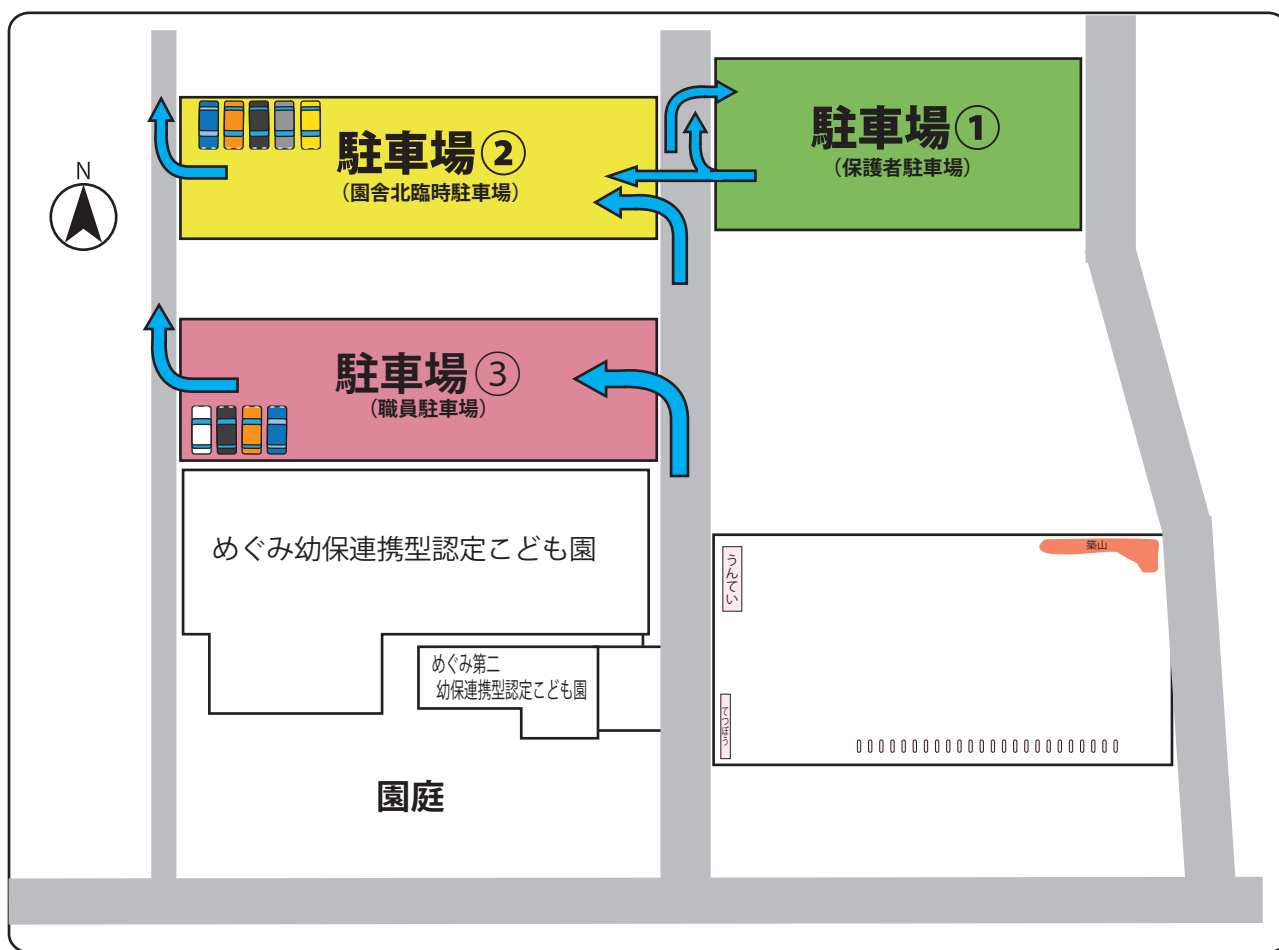 駐車場②
（園舎北臨時駐車場）
駐車場①
（保護者駐車場）
N
駐車場③
（職員駐車場）
めぐみ幼保連携型認定こども園
めぐみ第二
幼保連携型認定こども園
園庭
うんてい
築山
てつぼう